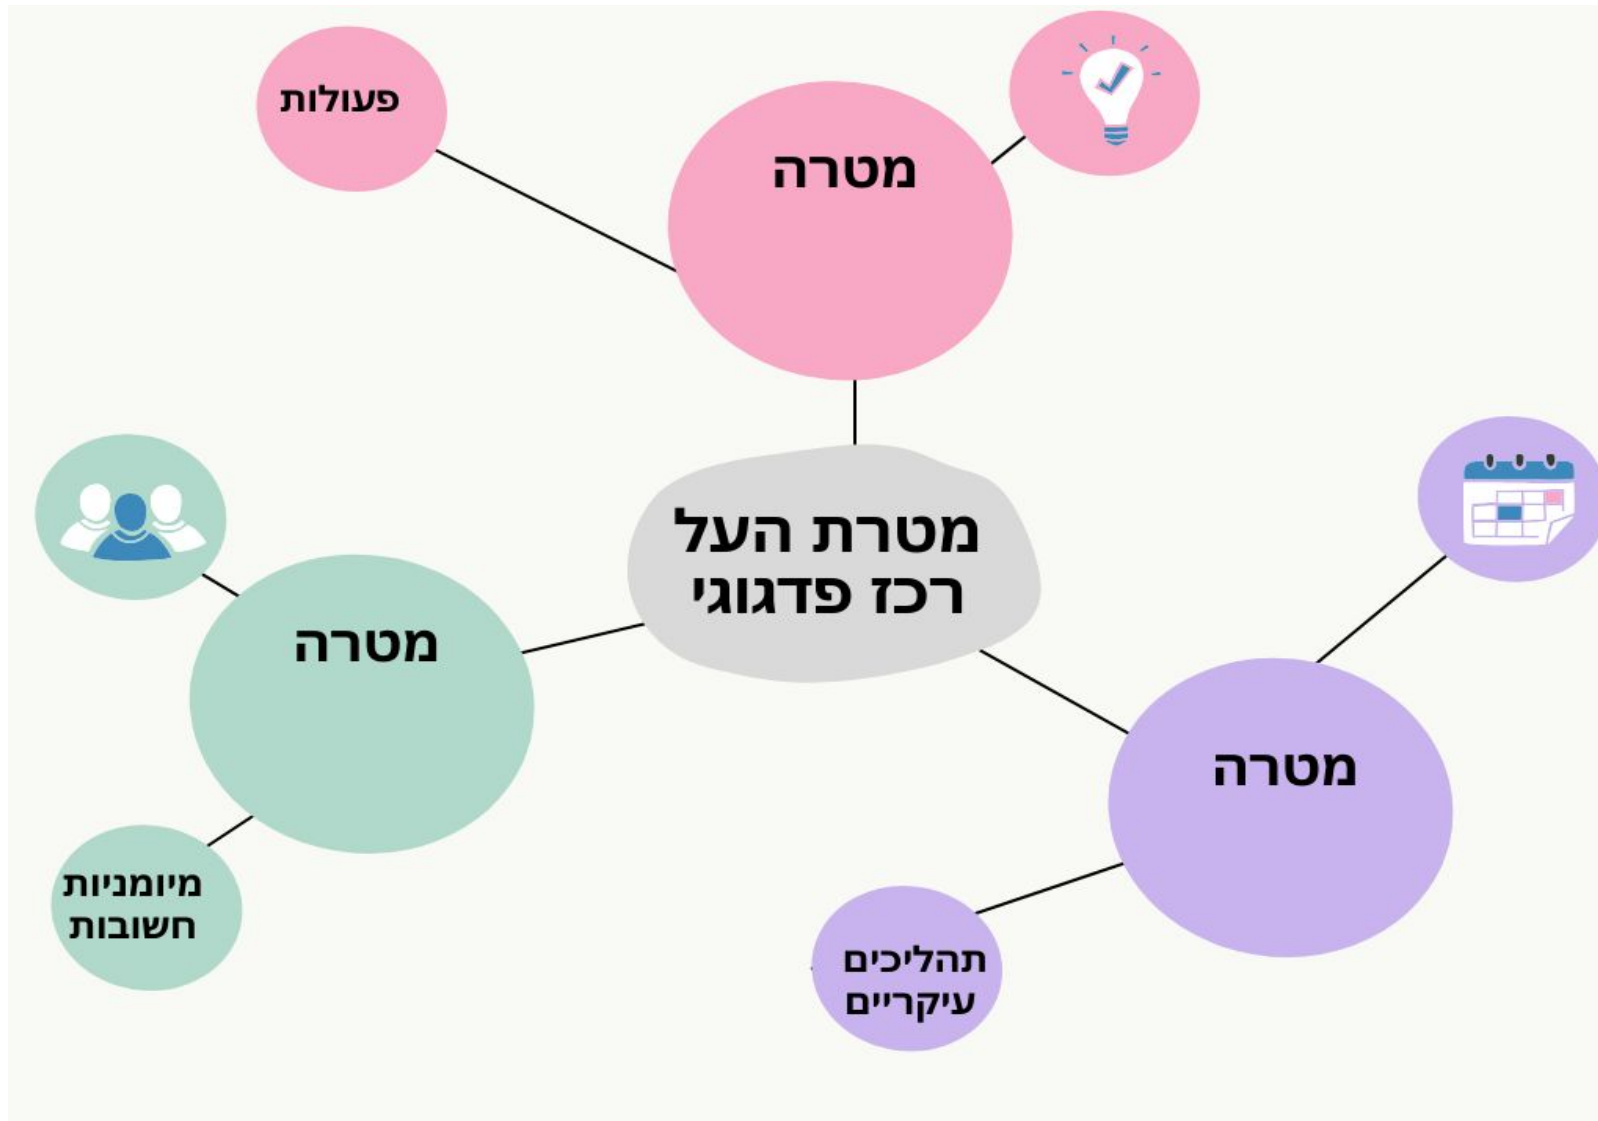 פעולות
מטרה
מטרת העל
רכז פדגוגי
מטרה
מטרה
מיומניות
חשובות
תהליכים
עיקריים